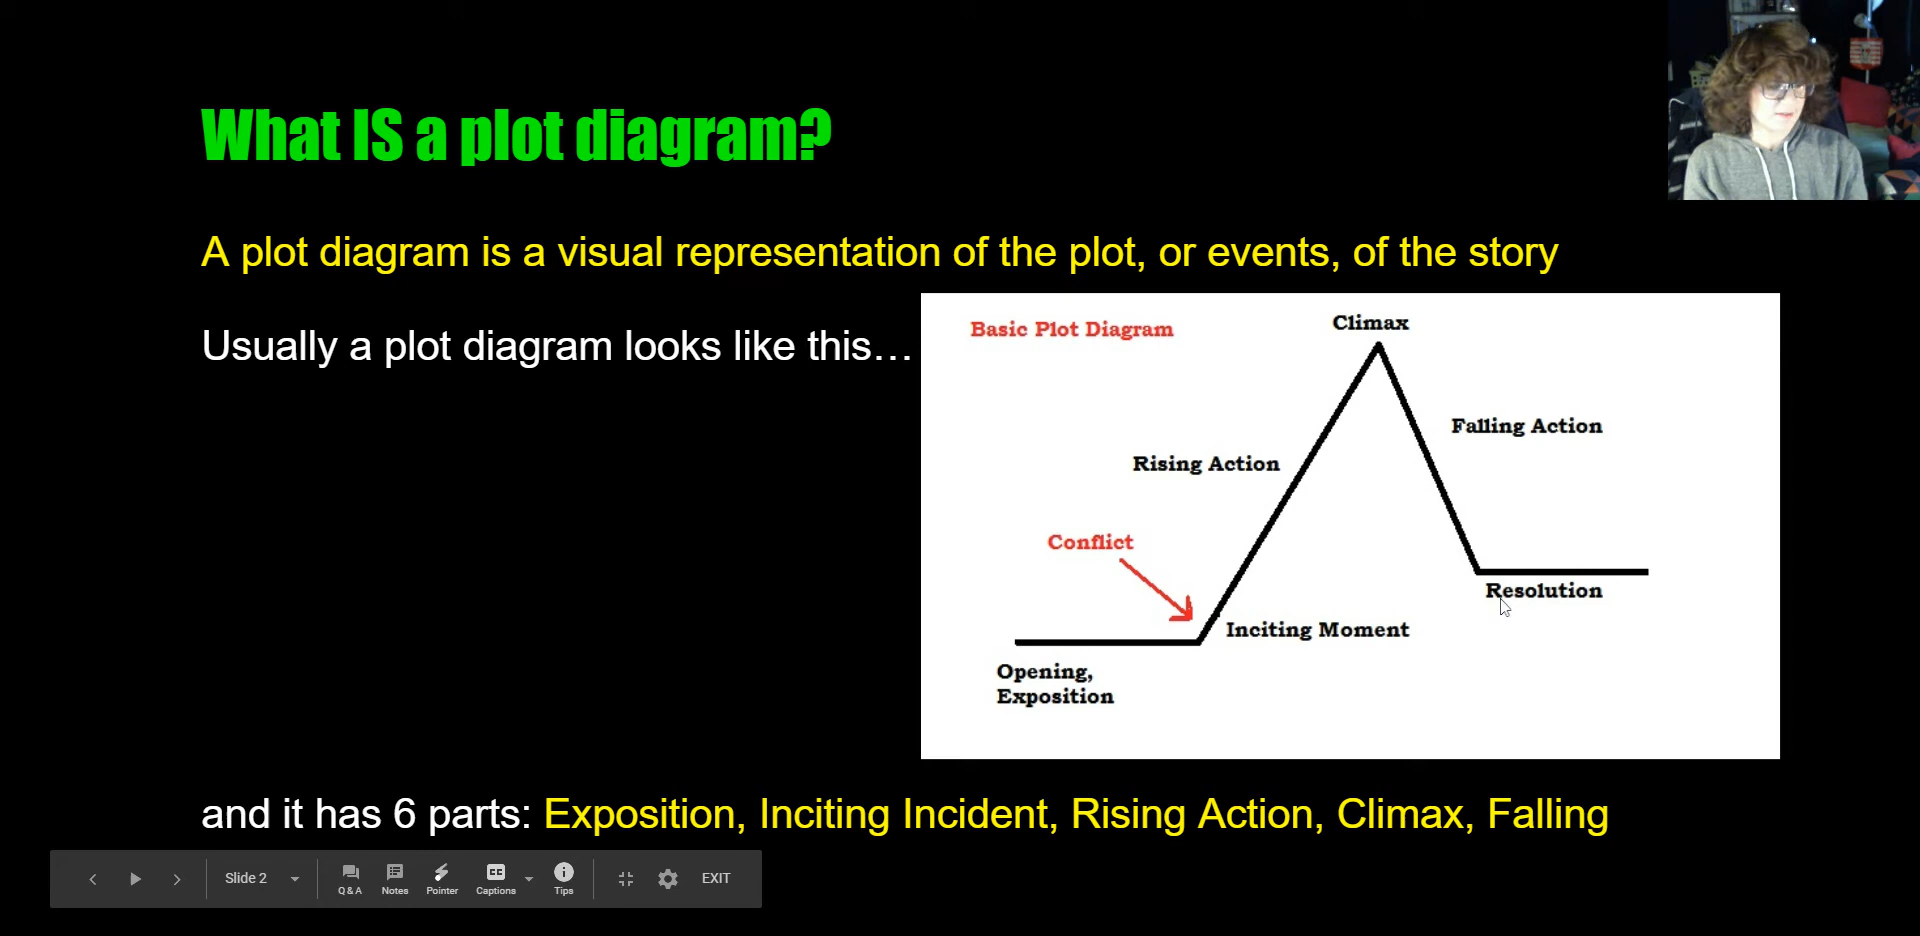 What IS a plot diagram?
A plot diagram is a visual representation of the plot, or events, of the story
Usually a plot diagram looks like this…
Basic Plot Diagram
Climax
Falling Action
Rising Action
Conflict
Resolution
Inciting Moment
Opening,
Exposition
and it has 6 parts: Exposition, Inciting Incident, Rising Action, Climax, Falling
Slide 2
Q & A
Notes
Pointer
CC
Captions
Tips
EXIT